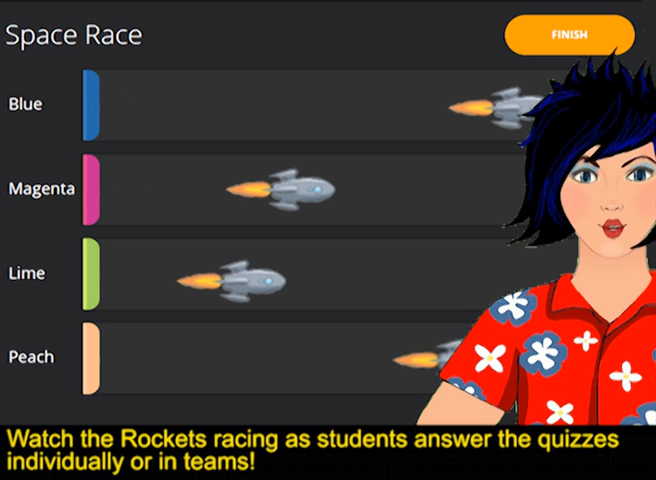 Space Race
FINISH
Blue
Magenta
Lime
Peach
Watch the Rockets racing as students answer the quizzes
individually or in teams!